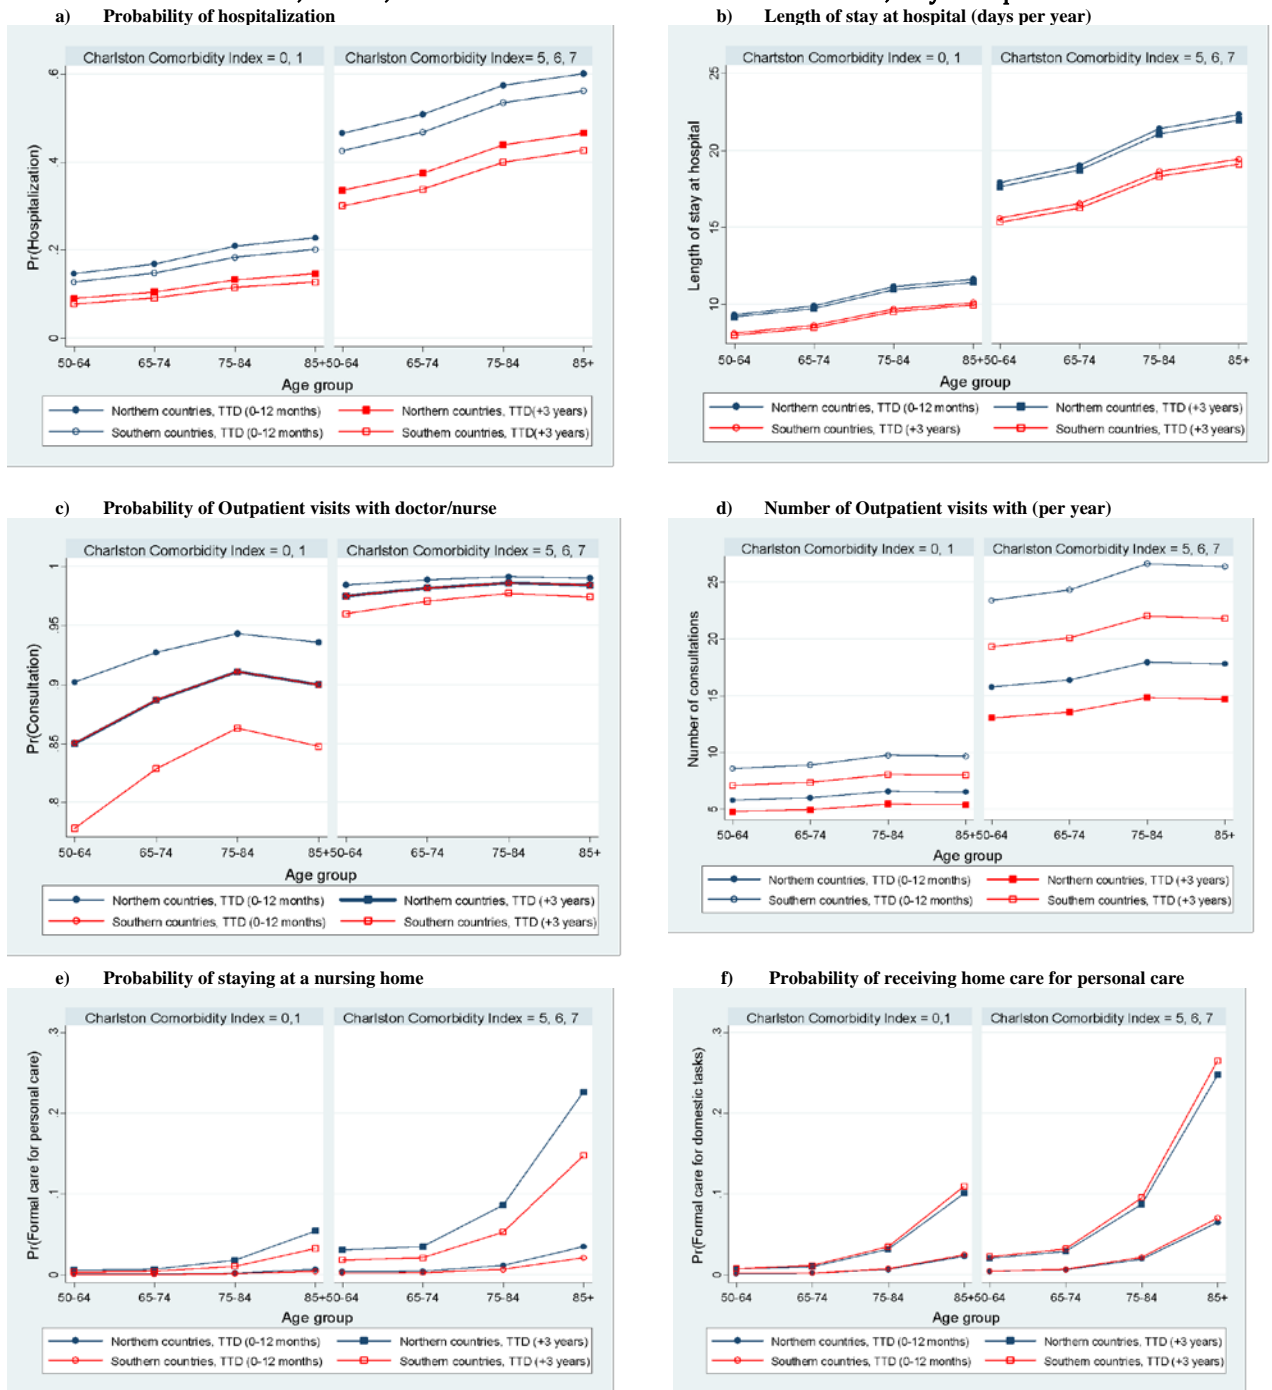 a) Probability of hospitalization
Charlston Comorbidity Index = 0, 1
Charlston Comorbidity Index= 5, 6, 7
Pr(Hospitalization)
.6
.4
.2
0
50-64 65-74 75-84 85+50-64 65-74 75-84 85+
Age group
Northern countries, TTD (0-12 months) Northern countries, TTD(+3 years)
Southern countries, TTD (0-12 months) Southern countries, TTD(+3 years)
b) Length of stay at hospital (days per year)
Charlston Comorbidity Index = 0, 1
Chartston Comorbidity Index = 5, 6, 7
Length of stay at hospital
25
20
15
10
50-64 65-74 75-84 85+50-64 65-74 75-84 85+
Age group
Northern countries, TTD (0-12 months) Northern countries, TTD (+3 years)
Southern countries, TTD (+3 years) Southern countries, TTD (+3 years)
c) Probability of Outpatient visits with doctor/nurse
Charlston Comorbidity Index = 0, 1
Charlston Comorbidity Index = 5, 6, 7
Pr(Consultation)
1
.95
.9
.85
.8
50-64 65-74 75-84 85+50-64 65-74 75-84 85+
Age group
Northern countries, TTD (0-12 months) Northern countries, TTD (+3 years)
Southern countries, TTD (0-12 months) Southern countries, TTD (+3 years)
d) Number of Outpatient visits with (per year)
Charlston Comorbidity Index = 0, 1
Charlston Comorbidity Index = 5, 6, 7
Number of consultations
25
20
15
10
5
50-64 65-74 75-84 85+50-64 65-74 75-84 85+
Age group
Northern countries, TTD (0-12 months) Northern countries, TTD (+3 years)
Southern countries, TTD (0-12 months) Southern countries, TTD (+3 years)
e) Probability of staying at a nursing home
Charlston Comorbidity Index = 0,1
Charlston Comorbidity Index = 5, 6, 7
Pr(Formal care for personal care)
.3
.2
.1
0
50-64 65-74 75-84 85+50-64 65-74 75-84 85+
Age group
Northern countries, TTD (0-12 months) Northern countries, TTD (+3 years)
Southern countries, TTD (0-12 months) Southern countries, TTD (+3 years)
f) Probability of receiving home care for personal care
Charlston Comorbidity Index = 0,1
Charlston Comorbidity Index = 5, 6, 7
Pr(Formal care for domestic tasks)
.3
.2
.1
0
50-64 65-74 75-84 85+50-64 65-74 75-84 85+
Age group
Northern countries, TTD (0-12 months) Northern countries, TTD (+3 years)
Southern countries, TTD (0-12 months) Southern countries, TTD (+3 years)